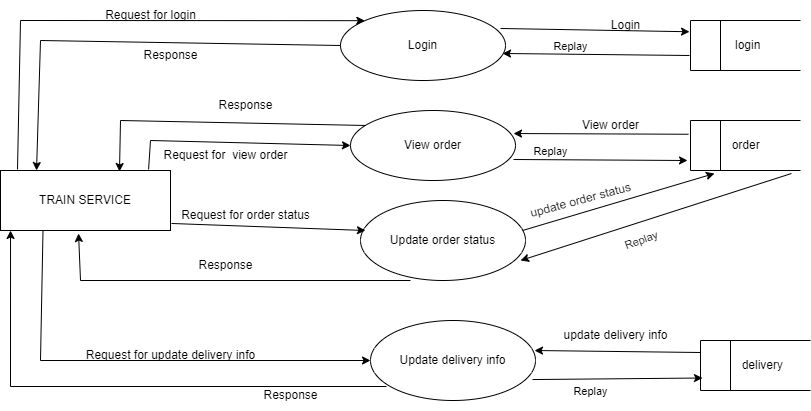 Request for login
Response
Login
Login
Replay
login
Response
Request for view order
View order
View order
Replay
order
TRAIN SERVICE
Request for order status
Response
Update order status
update order status
Replay
Request for update delivery info
Response
Update delivery info
update delivery info
Replay
delivery